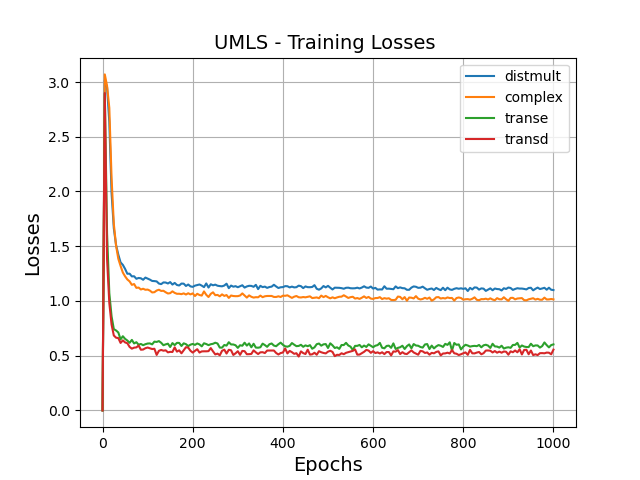 UMLS - Training Losses
distmult
complex
transe
transd
Losses
3.0
2.5
2.0
1.5
1.0
0.5
0.0
0
200
400
600
800
1000
Epochs